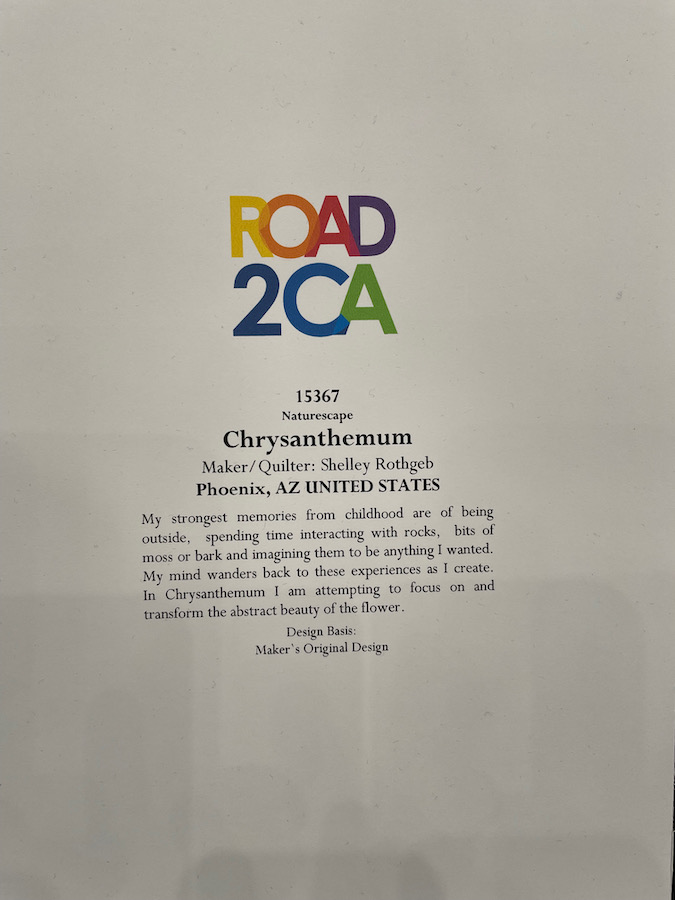 ROAD
2CA
15367
Naturescape
Chrysanthemum
Maker/Quilter: Shelley Rothgeb
Phoenix, AZ UNITED STATES
My strongest memories from childhood are of being
outside, spending time interacting with rocks, bits of
moss or bark and imagining them to be anything I wanted.
My mind wanders back to these experiences as I create.
In Chrysanthemum I am attempting to focus on and
transform the abstract beauty of the flower.
Design Basis:
Maker`s Original Design